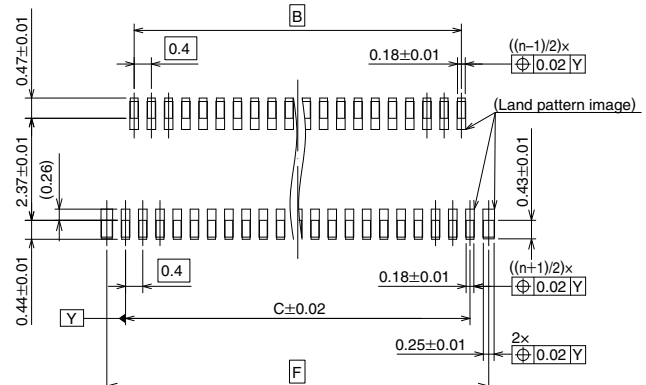 B
0.4
0.18±0.01
((n−1)/2)×
⌖ 0.02 Y
0.47±0.01
(Land pattern image)
2.37±0.01
(0.26)
0.43±0.01
0.44±0.01
0.4
0.18±0.01
((n+1)/2)×
⌖ 0.02 Y
Y
C±0.02
0.25±0.01
2×
⌖ 0.02 Y
F